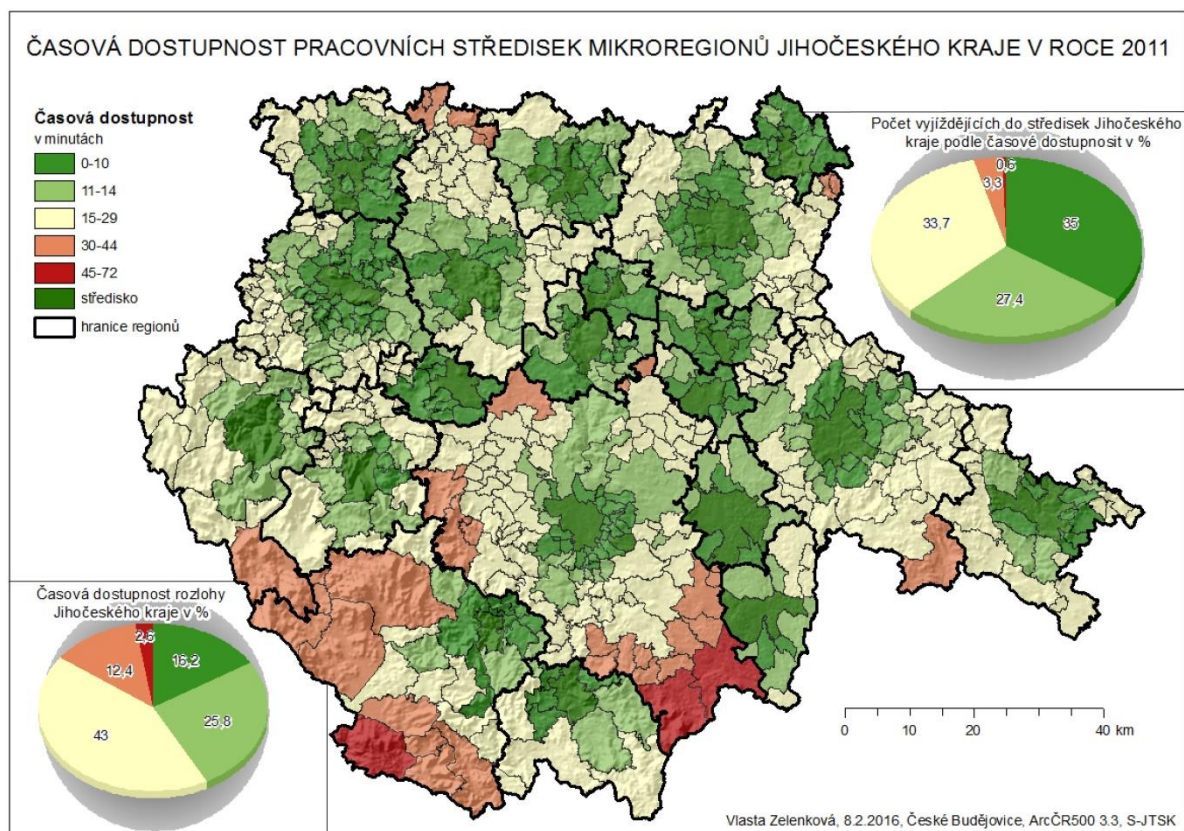 ČASOVÁ DOSTUPNOST PRACOVNÍCH STŘEDISEK MIKROREGIONŮ JIHOČESKÉHO KRAJE V ROCE 2011
Časová dostupnost
v minutách
0-10
11-14
15-29
30-44
45-72
středisko
hranice regionů
Počet vyjíždějících do středisek Jihočeského
kraje podle časové dostupnosit v %
0,6
3,3
33,7
35
27,4
Časová dostupnost rozlohy
Jihočeského kraje v %
2,6
12,4
16,2
25,8
43
0 10 20 40 km
Vlasta Zelenková, 8.2.2016, České Budějovice, ArcČR500 3.3, S-JTSK